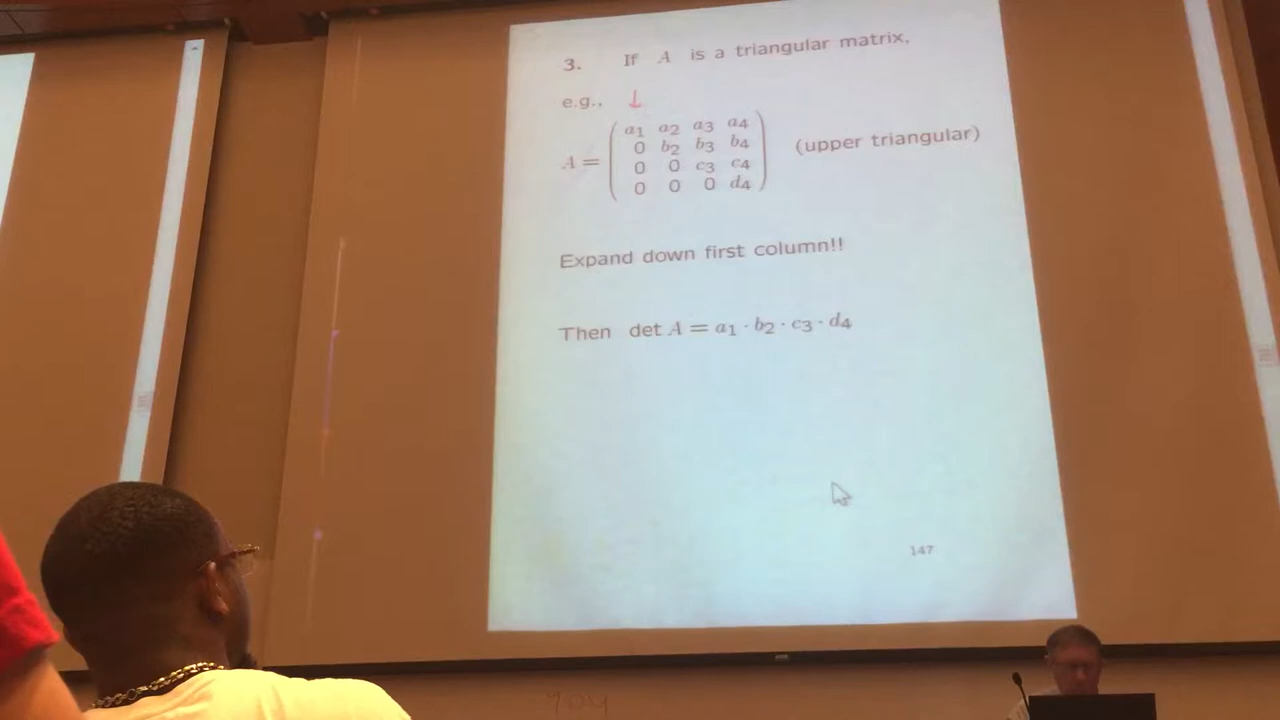 3. If A is a triangular matrix,
e.g., ↓
a1 a2 a3 a4
0 b2 b3 b4
A = (upper triangular)
0 0 c3 c4
0 0 0 d4
Expand down first column!!
Then det A = a1 · b2 · c3 · d4
147